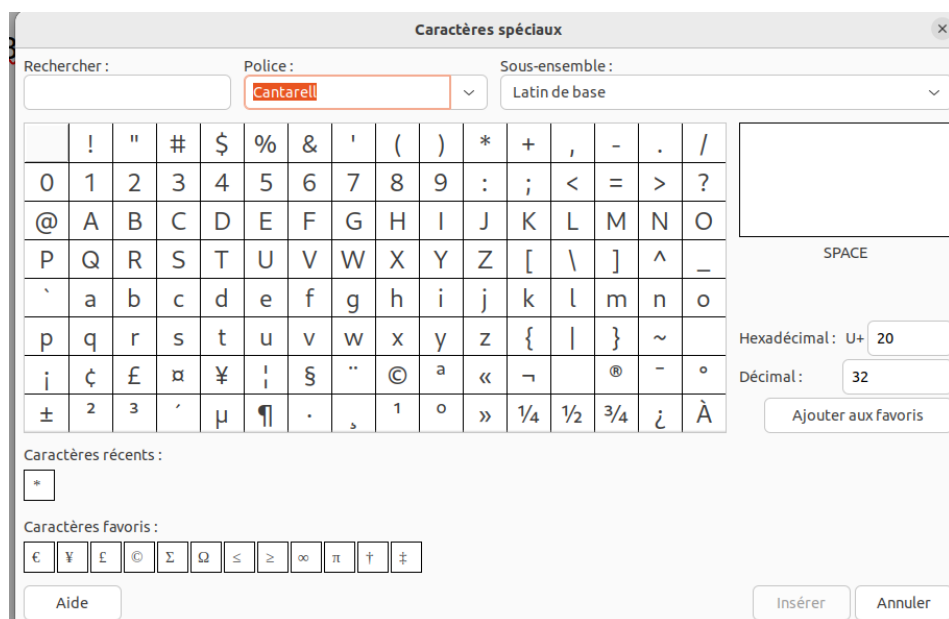 Caractères spéciaux
Rechercher :
Police :
Sous-ensemble :
Cantarell
Latin de base
! " # $ % & ' ( ) * + , - . /
0 1 2 3 4 5 6 7 8 9 : ; < = > ?
@ A B C D E F G H I J K L M N O
P Q R S T U V W X Y Z [ \ ] ^ _
` a b c d e f g h i j k l m n o
p q r s t u v w x y z { | } ~
¡ ¢ £ ¤ ¥ ¦ § ¨ © ª « ¬ ® ¯ °
± ² ³ ´ µ ¶ · ¸ ¹ º » ¼ ½ ¾ ¿ À
SPACE
Hexadécimal : U+ 20
Décimal : 32
Ajouter aux favoris
Caractères récents :
*
Caractères favoris :
€ ¥ £ © Σ Ω ≤ ≥ ∞ π † ‡
Aide
Insérer
Annuler